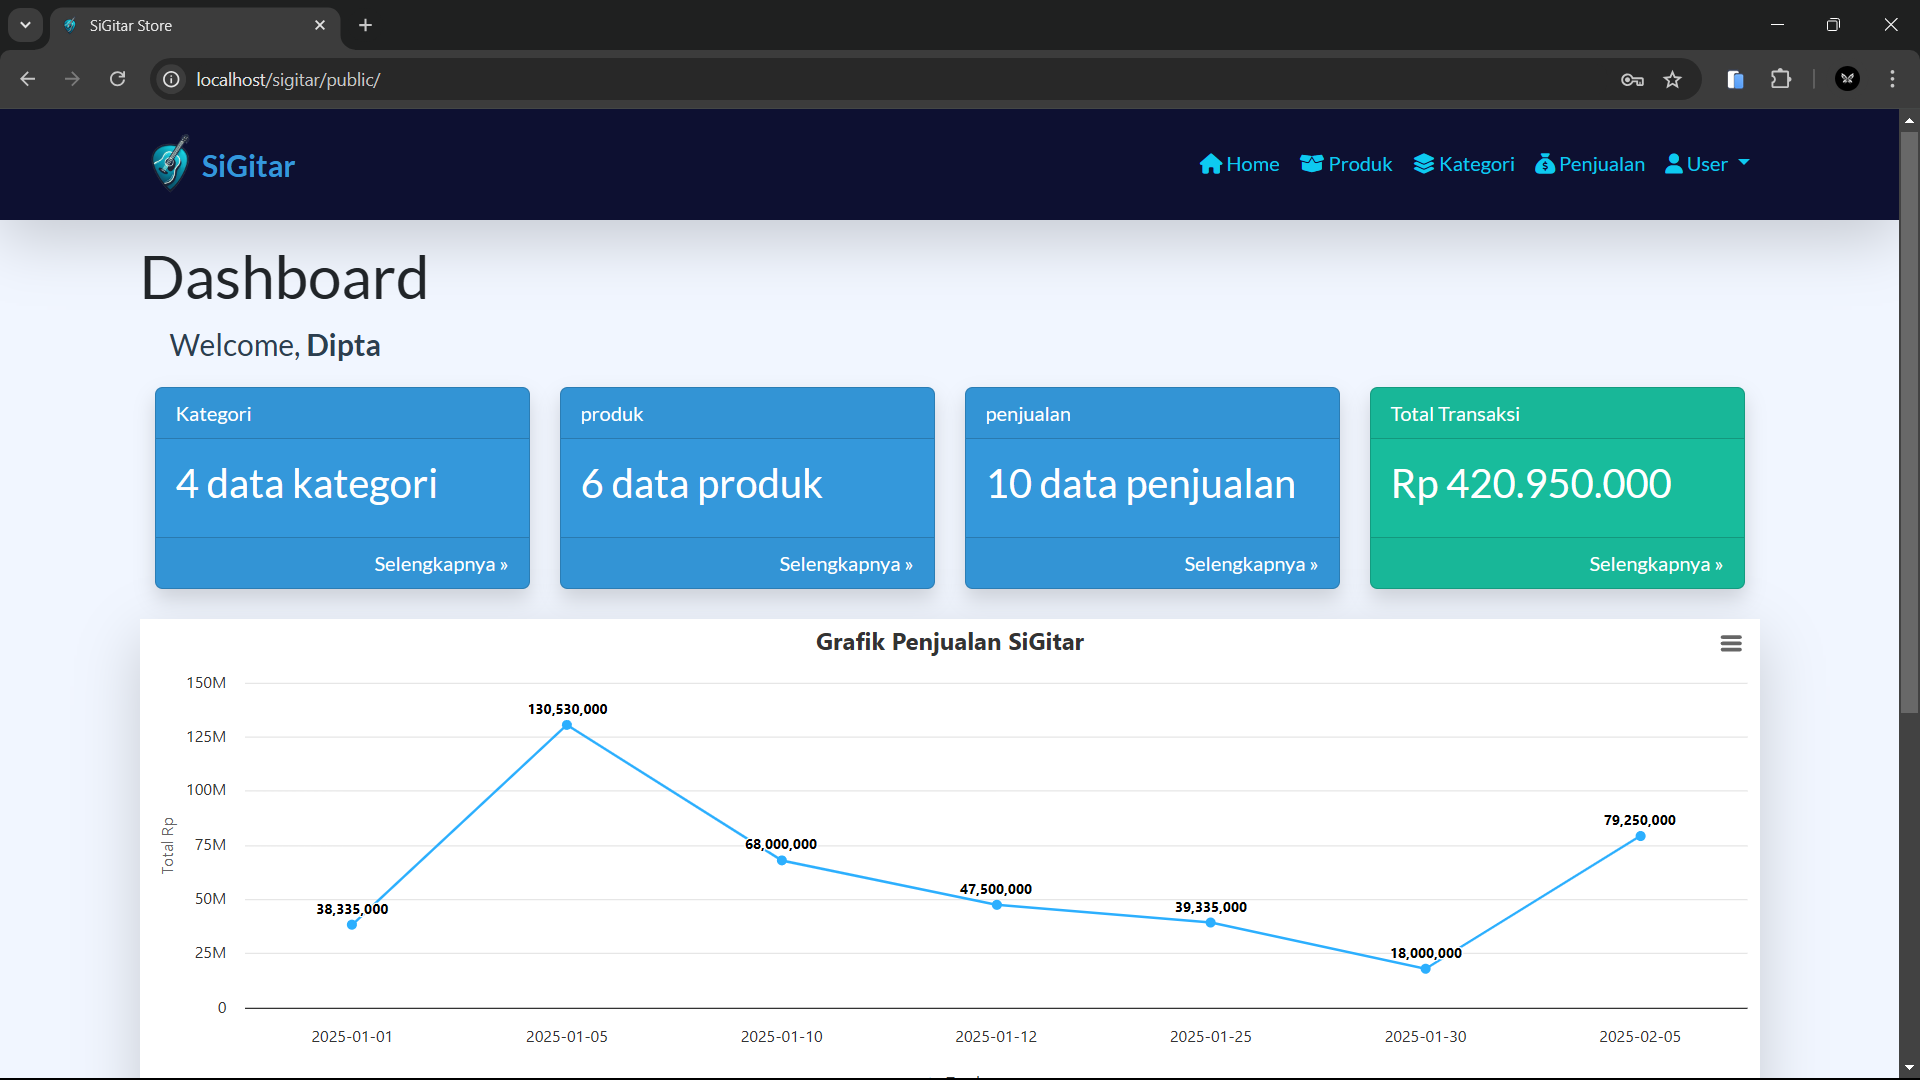 SiGitar Store
localhost/sigitar/public/
SiGitar
Home Produk Kategori Penjualan User
Dashboard
Welcome, Dipta
Kategori
4 data kategori
Selengkapnya »
produk
6 data produk
Selengkapnya »
penjualan
10 data penjualan
Selengkapnya »
Total Transaksi
Rp 420.950.000
Selengkapnya »
Grafik Penjualan SiGitar
Total Rp
150M
125M
100M
75M
50M
25M
0
38,335,000
130,530,000
68,000,000
47,500,000
39,335,000
18,000,000
79,250,000
2025-01-01 2025-01-05 2025-01-10 2025-01-12 2025-01-25 2025-01-30 2025-02-05